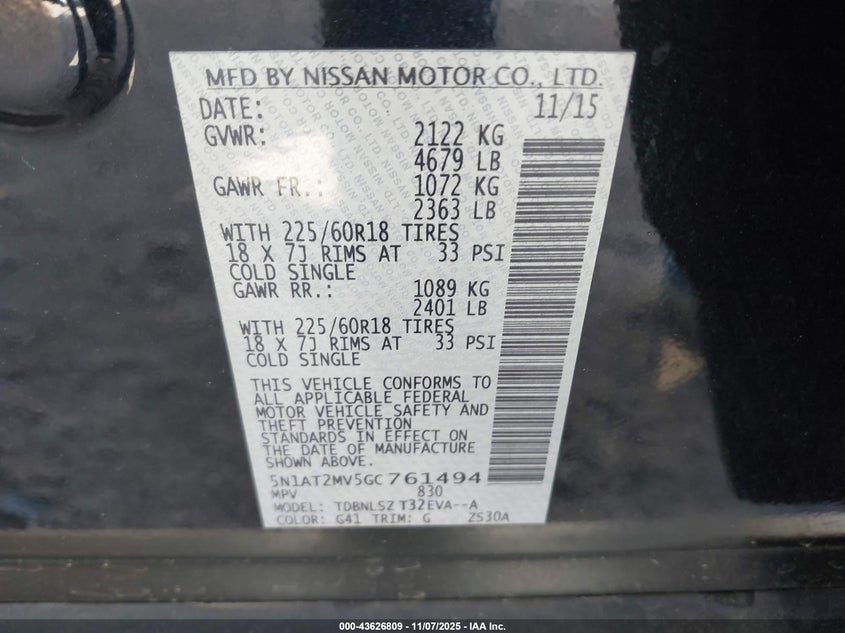 MFD BY NISSAN MOTOR CO., LTD.
DATE: 11/15
GVWR: 2122 KG
4679 LB
GAWR FR.: 1072 KG
2363 LB
WITH 225/60R18 TIRES
18 X 7J RIMS AT 33 PSI
COLD SINGLE
GAWR RR.: 1089 KG
2401 LB
WITH 225/60R18 TIRES
18 X 7J RIMS AT 33 PSI
COLD SINGLE
THIS VEHICLE CONFORMS TO
ALL APPLICABLE FEDERAL
MOTOR VEHICLE SAFETY AND
THEFT PREVENTION
STANDARDS IN EFFECT ON
THE DATE OF MANUFACTURE
SHOWN ABOVE.
5N1AT2MV5GC761494
MPV 830
MODEL: TDBNLSZ T32EVA--A
COLOR: G41 TRIM: G ZS30A
000-43626809 - 11/07/2025 - IAA Inc.